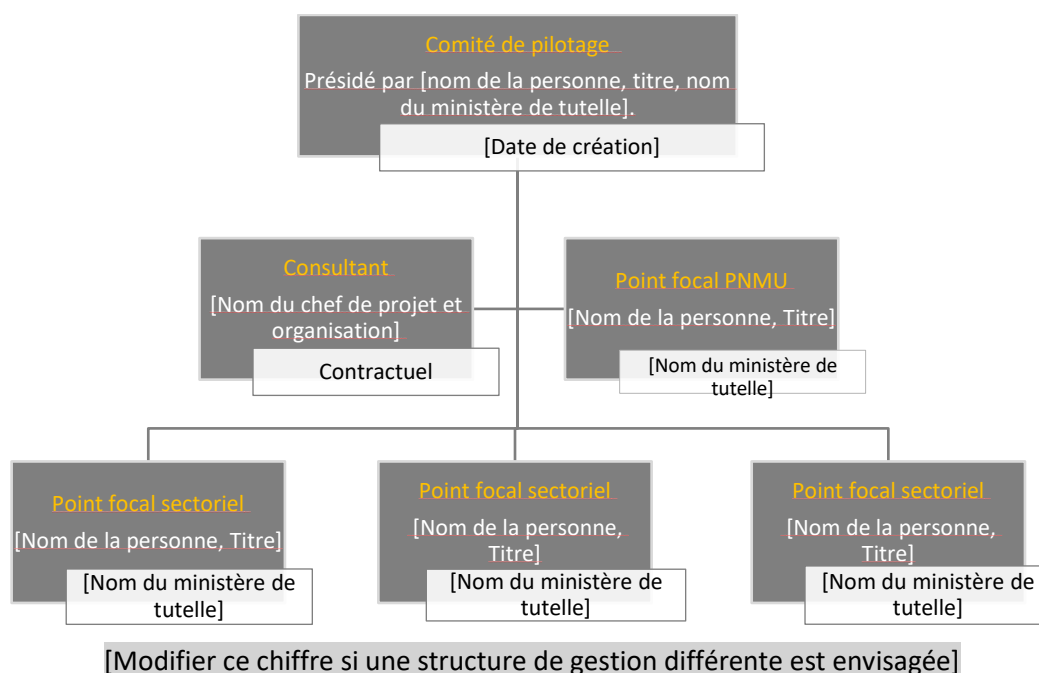 Comité de pilotage
Présidé par [nom de la personne, titre, nom
du ministère de tutelle].
[Date de création]
Consultant
[Nom du chef de projet et
organisation]
Contractuel
Point focal PNMU
[Nom de la personne, Titre]
[Nom du ministère de
tutelle]
Point focal sectoriel
[Nom de la personne, Titre]
[Nom du ministère de
tutelle]
Point focal sectoriel
[Nom de la personne,
Titre]
[Nom du ministère de
tutelle]
Point focal sectoriel
[Nom de la personne,
Titre]
[Nom du ministère de
tutelle]
[Modifier ce chiffre si une structure de gestion différente est envisagée]